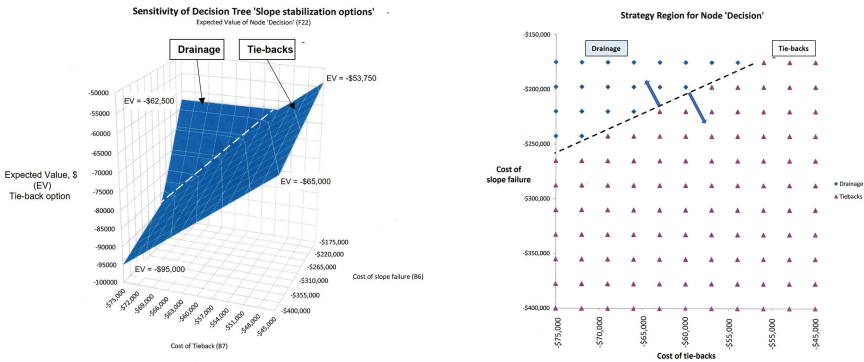 Sensitivity of Decision Tree 'Slope stabilization options'
Expected Value of Node 'Decision' (F22)
Drainage
Tie-backs
EV = -$53,750
EV = -$62,500
EV = -$65,000
EV = -$95,000
Expected Value, $
(EV)
Tie-back option
-50000
-55000
-60000
-65000
-70000
-75000
-80000
-85000
-90000
-95000
-100000
-$75,000
-$72,000
-$69,000
-$66,000
-$63,000
-$60,000
-$57,000
-$54,000
-$51,000
-$48,000
-$45,000
Cost of Tieback (B7)
-$175,000
-$220,000
-$265,000
-$310,000
-$355,000
-$400,000
Cost of slope failure (B6)
Strategy Region for Node 'Decision'
Drainage
Tie-backs
-$150,000
-$200,000
-$250,000
-$300,000
-$350,000
-$400,000
Cost of
slope failure
-$75,000
-$70,000
-$65,000
-$60,000
-$55,000
-$50,000
-$45,000
Cost of tie-backs
Drainage
Tiebacks